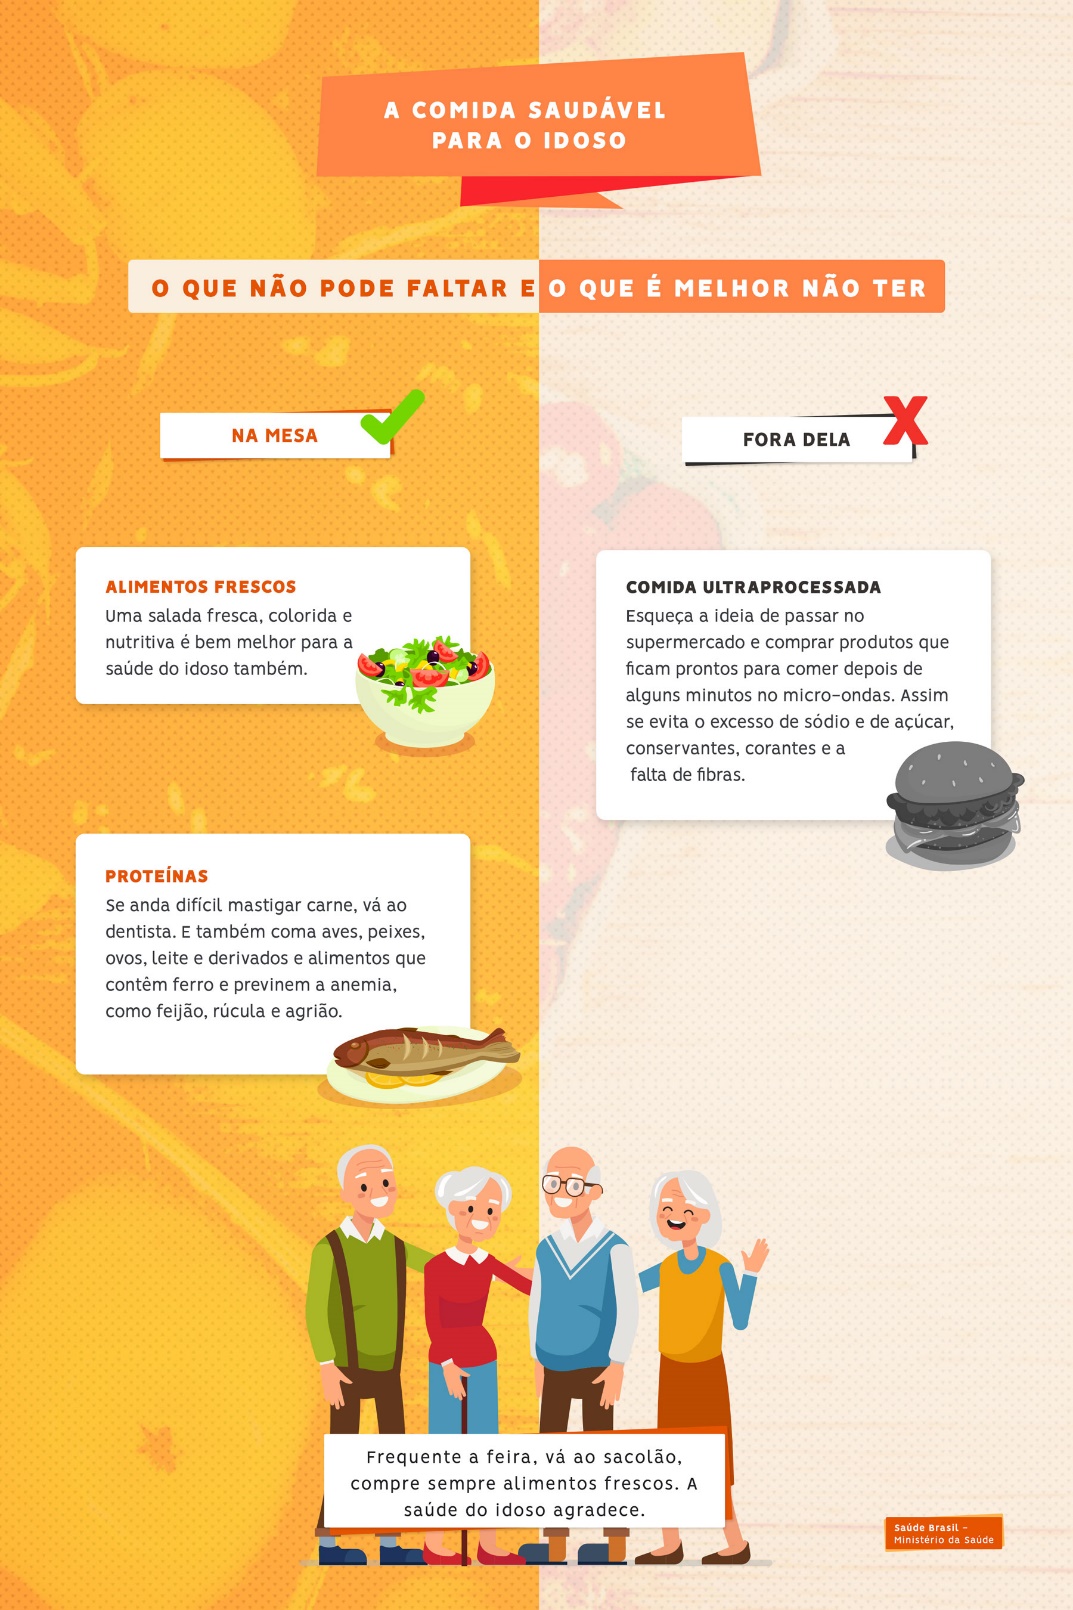 A COMIDA SAUDÁVEL
PARA O IDOSO
O QUE NÃO PODE FALTAR E O QUE É MELHOR NÃO TER
NA MESA
ALIMENTOS FRESCOS
Uma salada fresca, colorida e
nutritiva é bem melhor para a
saúde do idoso também.
PROTEÍNAS
Se anda difícil mastigar carne, vá ao
dentista. E também coma aves, peixes,
ovos, leite e derivados e alimentos que
contêm ferro e previnem a anemia,
como feijão, rúcula e agrião.
FORA DELA
COMIDA ULTRAPROCESSADA
Esqueça a ideia de passar no
supermercado e comprar produtos que
ficam prontos para comer depois de
alguns minutos no micro-ondas. Assim
se evita o excesso de sódio e de açúcar,
conservantes, corantes e a
falta de fibras.
Frequente a feira, vá ao sacolão,
compre sempre alimentos frescos. A
saúde do idoso agradece.
Saúde Brasil -
Ministério da Saúde